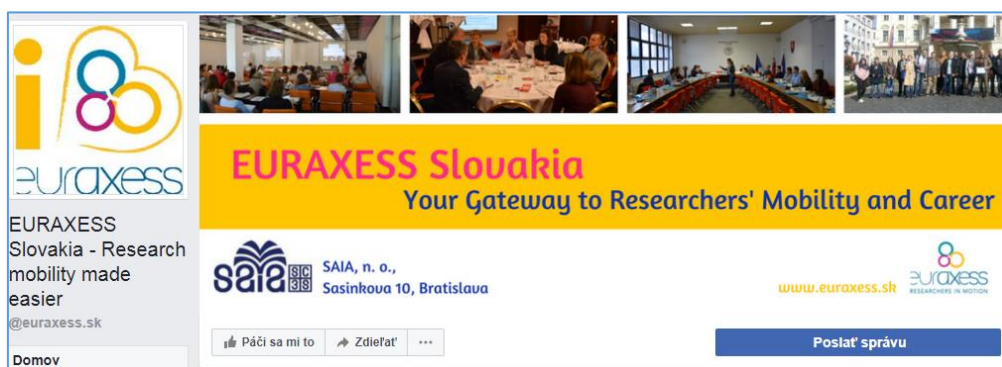 euraxess
EURAXESS
Slovakia - Research
mobility made
easier
@euraxess.sk
Domov
EURAXESS Slovakia
Your Gateway to Researchers' Mobility and Career
saia
SAIA, n. o.,
Sasinkova 10, Bratislava
www.euraxess.sk
euraxess
RESEARCHERS IN MOTION
Páči sa mi to
Zdieľať
Poslať správu